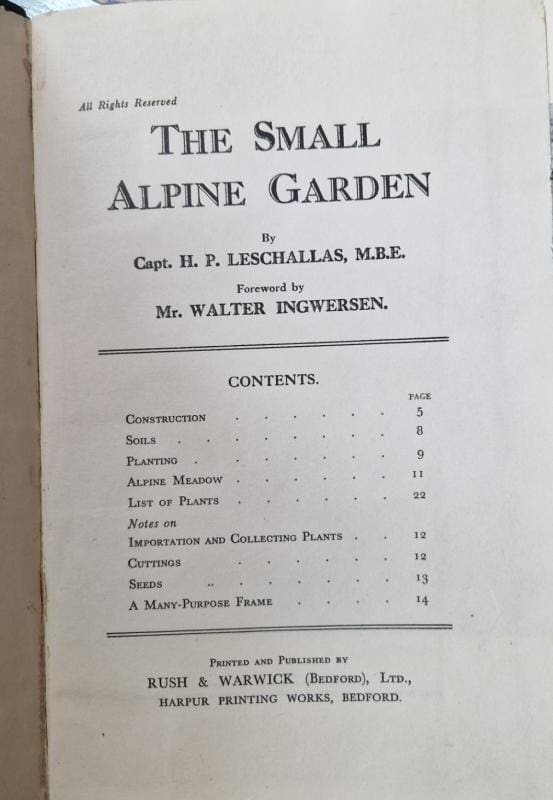 All Rights Reserved
THE SMALL
ALPINE GARDEN
By
Capt. H. P. LESCHALLAS, M.B.E.
Foreword by
Mr. WALTER INGWERSEN.
CONTENTS.
PAGE
CONSTRUCTION . . . . . . 5
SOILS . . . . . . . . 8
PLANTING . . . . . . . 9
ALPINE MEADOW . . . . . . 11
LIST OF PLANTS . . . . . . 22
Notes on
IMPORTATION AND COLLECTING PLANTS . . 12
CUTTINGS . . . . . . 12
SEEDS .. . . . . . . 13
A MANY-PURPOSE FRAME . . . . 14
PRINTED AND PUBLISHED BY
RUSH & WARWICK (BEDFORD), LTD.,
HARPUR PRINTING WORKS, BEDFORD.